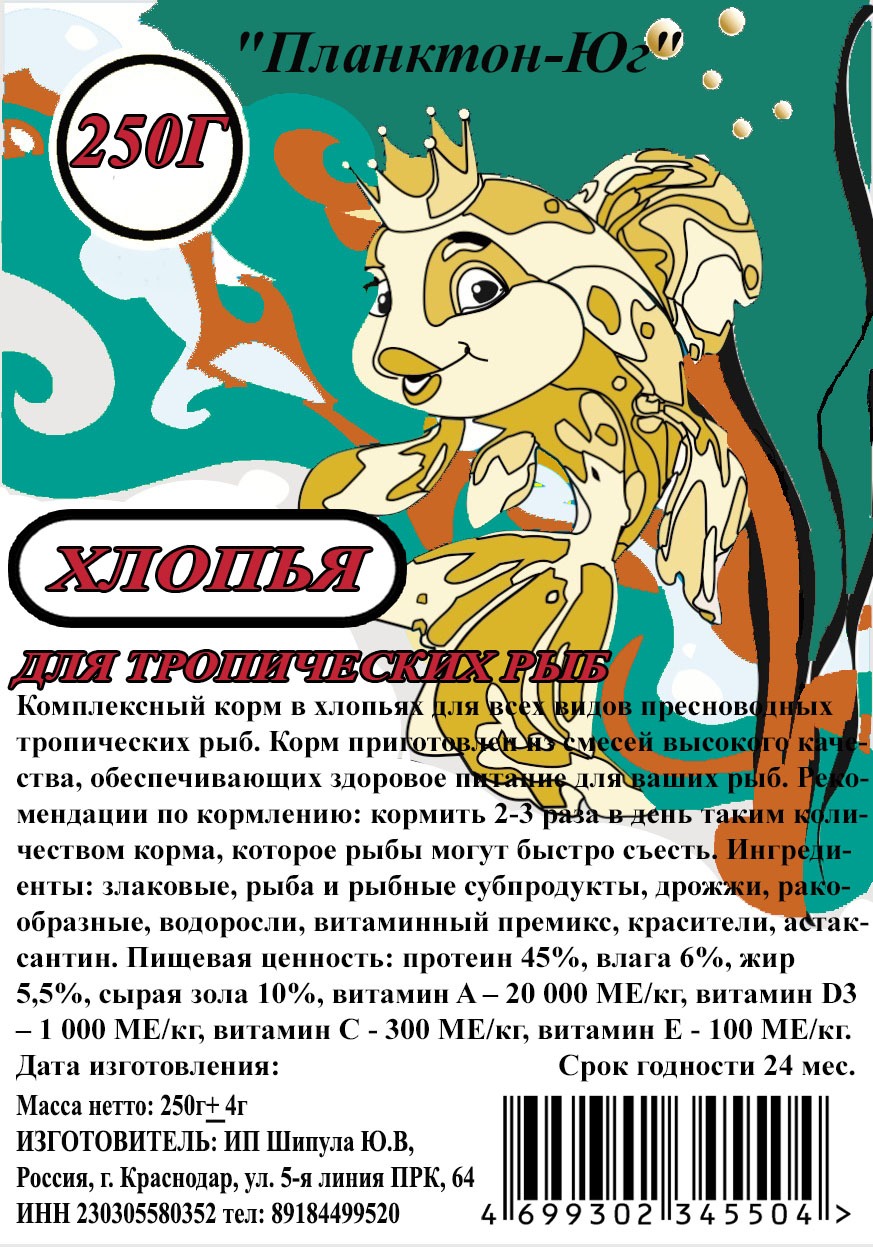 "Планктон-Юг"
250Г
ХЛОПЬЯ
ДЛЯ ТРОПИЧЕСКИХ РЫБ
Комплексный корм в хлопьях для всех видов пресноводных
тропических рыб. Корм приготовлен из смесей высокого каче-
ства, обеспечивающих здоровое питание для ваших рыб. Реко-
мендации по кормлению: кормить 2-3 раза в день таким коли-
чеством корма, которое рыбы могут быстро съесть. Ингреди-
енты: злаковые, рыба и рыбные субпродукты, дрожжи, рако-
образные, водоросли, витаминный премикс, красители, астак-
сантин. Пищевая ценность: протеин 45%, влага 6%, жир
5,5%, сырая зола 10%, витамин А – 20 000 МЕ/кг, витамин D3
– 1 000 МЕ/кг, витамин С - 300 МЕ/кг, витамин Е - 100 МЕ/кг.
Дата изготовления: Срок годности 24 мес.
Масса нетто: 250г± 4г
ИЗГОТОВИТЕЛЬ: ИП Шипула Ю.В,
Россия, г. Краснодар, ул. 5-я линия ПРК, 64
ИНН 230305580352 тел: 89184499520
4 699302 345504 >